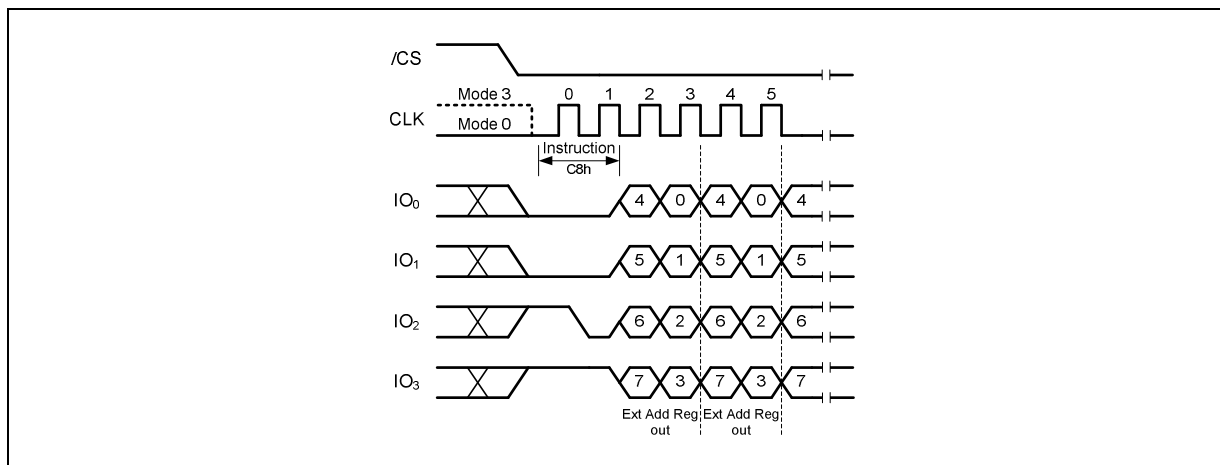 /CS
Mode 3
0 1 2 3 4 5
CLK
Mode 0
Instruction
C8h
IO₀
4 0 4 0 4
IO₁
5 1 5 1 5
IO₂
6 2 6 2 6
IO₃
7 3 7 3 7
Ext Add Reg out
Ext Add Reg out